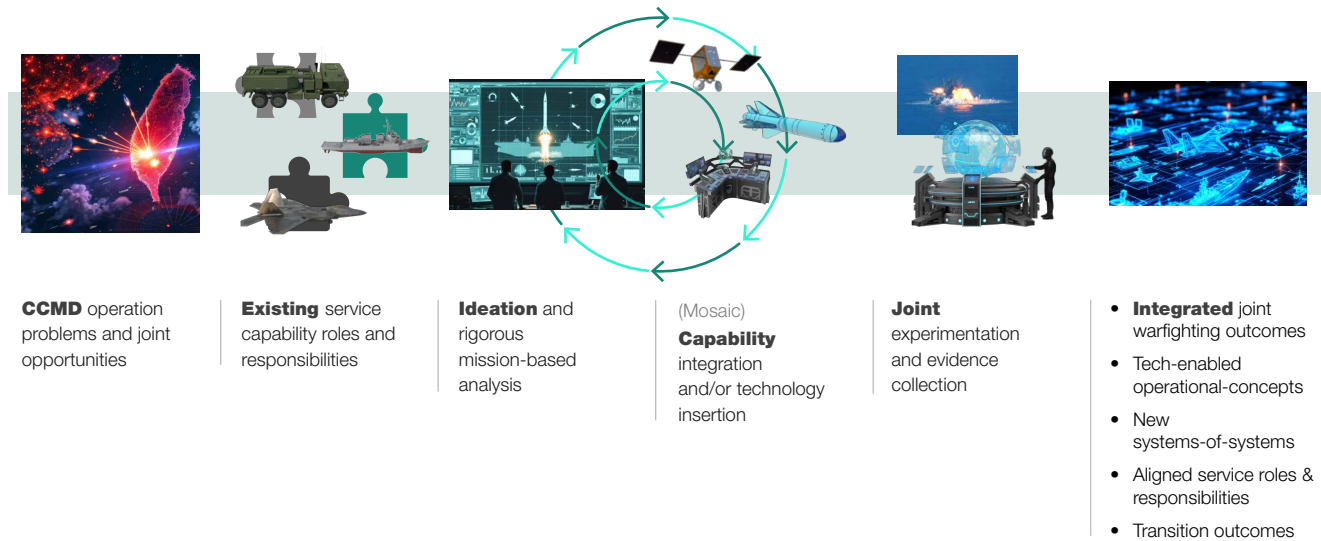 CCMD operation
problems and joint
opportunities
Existing service
capability roles and
responsibilities
Ideation and
rigorous
mission-based
analysis
(Mosaic)
Capability
integration
and/or technology
insertion
Joint
experimentation
and evidence
collection
• Integrated joint
warfighting outcomes
• Tech-enabled
operational-concepts
• New
systems-of-systems
• Aligned service roles &
responsibilities
• Transition outcomes